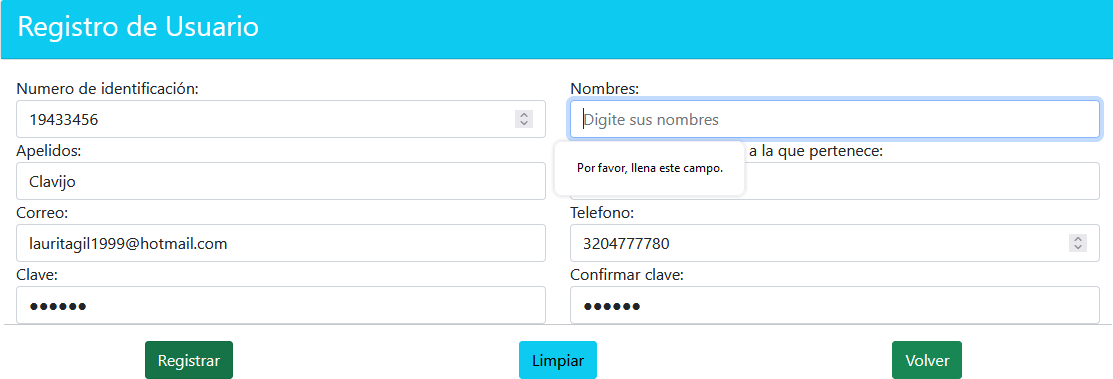 Registro de Usuario
Numero de identificación:
Nombres:
19433456
Digite sus nombres
Apelidos:
a la que pertenece:
Clavijo
Por favor, llena este campo.
Correo:
Telefono:
lauritagil1999@hotmail.com
3204777780
Clave:
Confirmar clave:
●●●●●●
●●●●●●
Registrar
Limpiar
Volver